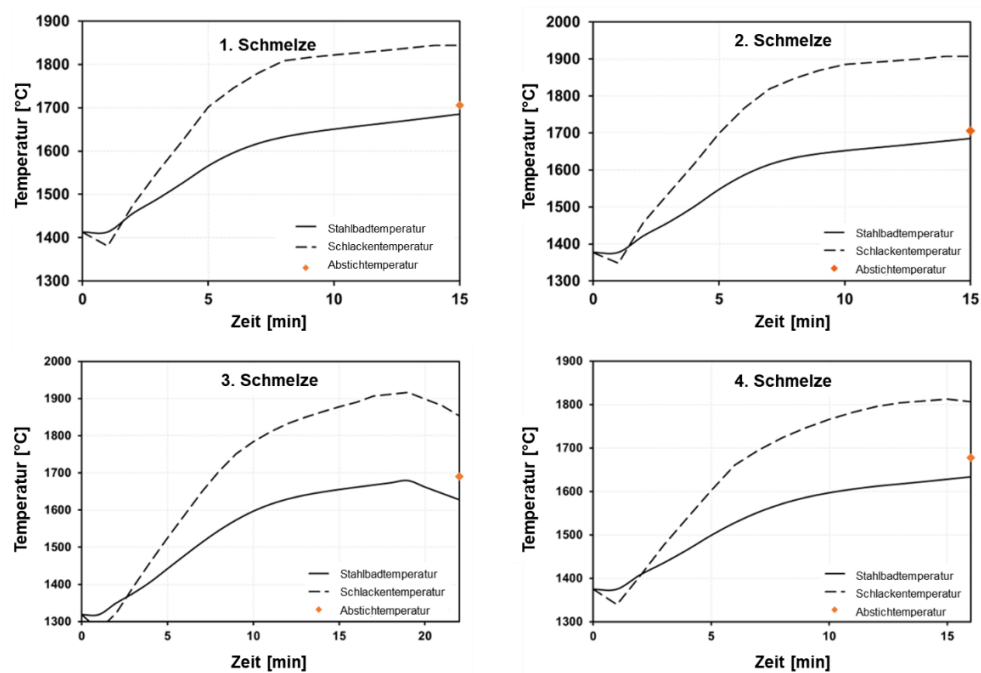 1. Schmelze
Temperatur [°C]
1900
1800
1700
1600
1500
1400
1300
Stahlbadtemperatur
Schlackentemperatur
Abstichtemperatur
0 5 10 15
Zeit [min]
2. Schmelze
Temperatur [°C]
2000
1900
1800
1700
1600
1500
1400
1300
Stahlbadtemperatur
Schlackentemperatur
Abstichtemperatur
0 5 10 15
Zeit [min]
3. Schmelze
Temperatur [°C]
2000
1900
1800
1700
1600
1500
1400
1300
Stahlbadtemperatur
Schlackentemperatur
Abstichtemperatur
0 5 10 15 20
Zeit [min]
4. Schmelze
Temperatur [°C]
1900
1800
1700
1600
1500
1400
1300
Stahlbadtemperatur
Schlackentemperatur
Abstichtemperatur
0 5 10 15
Zeit [min]